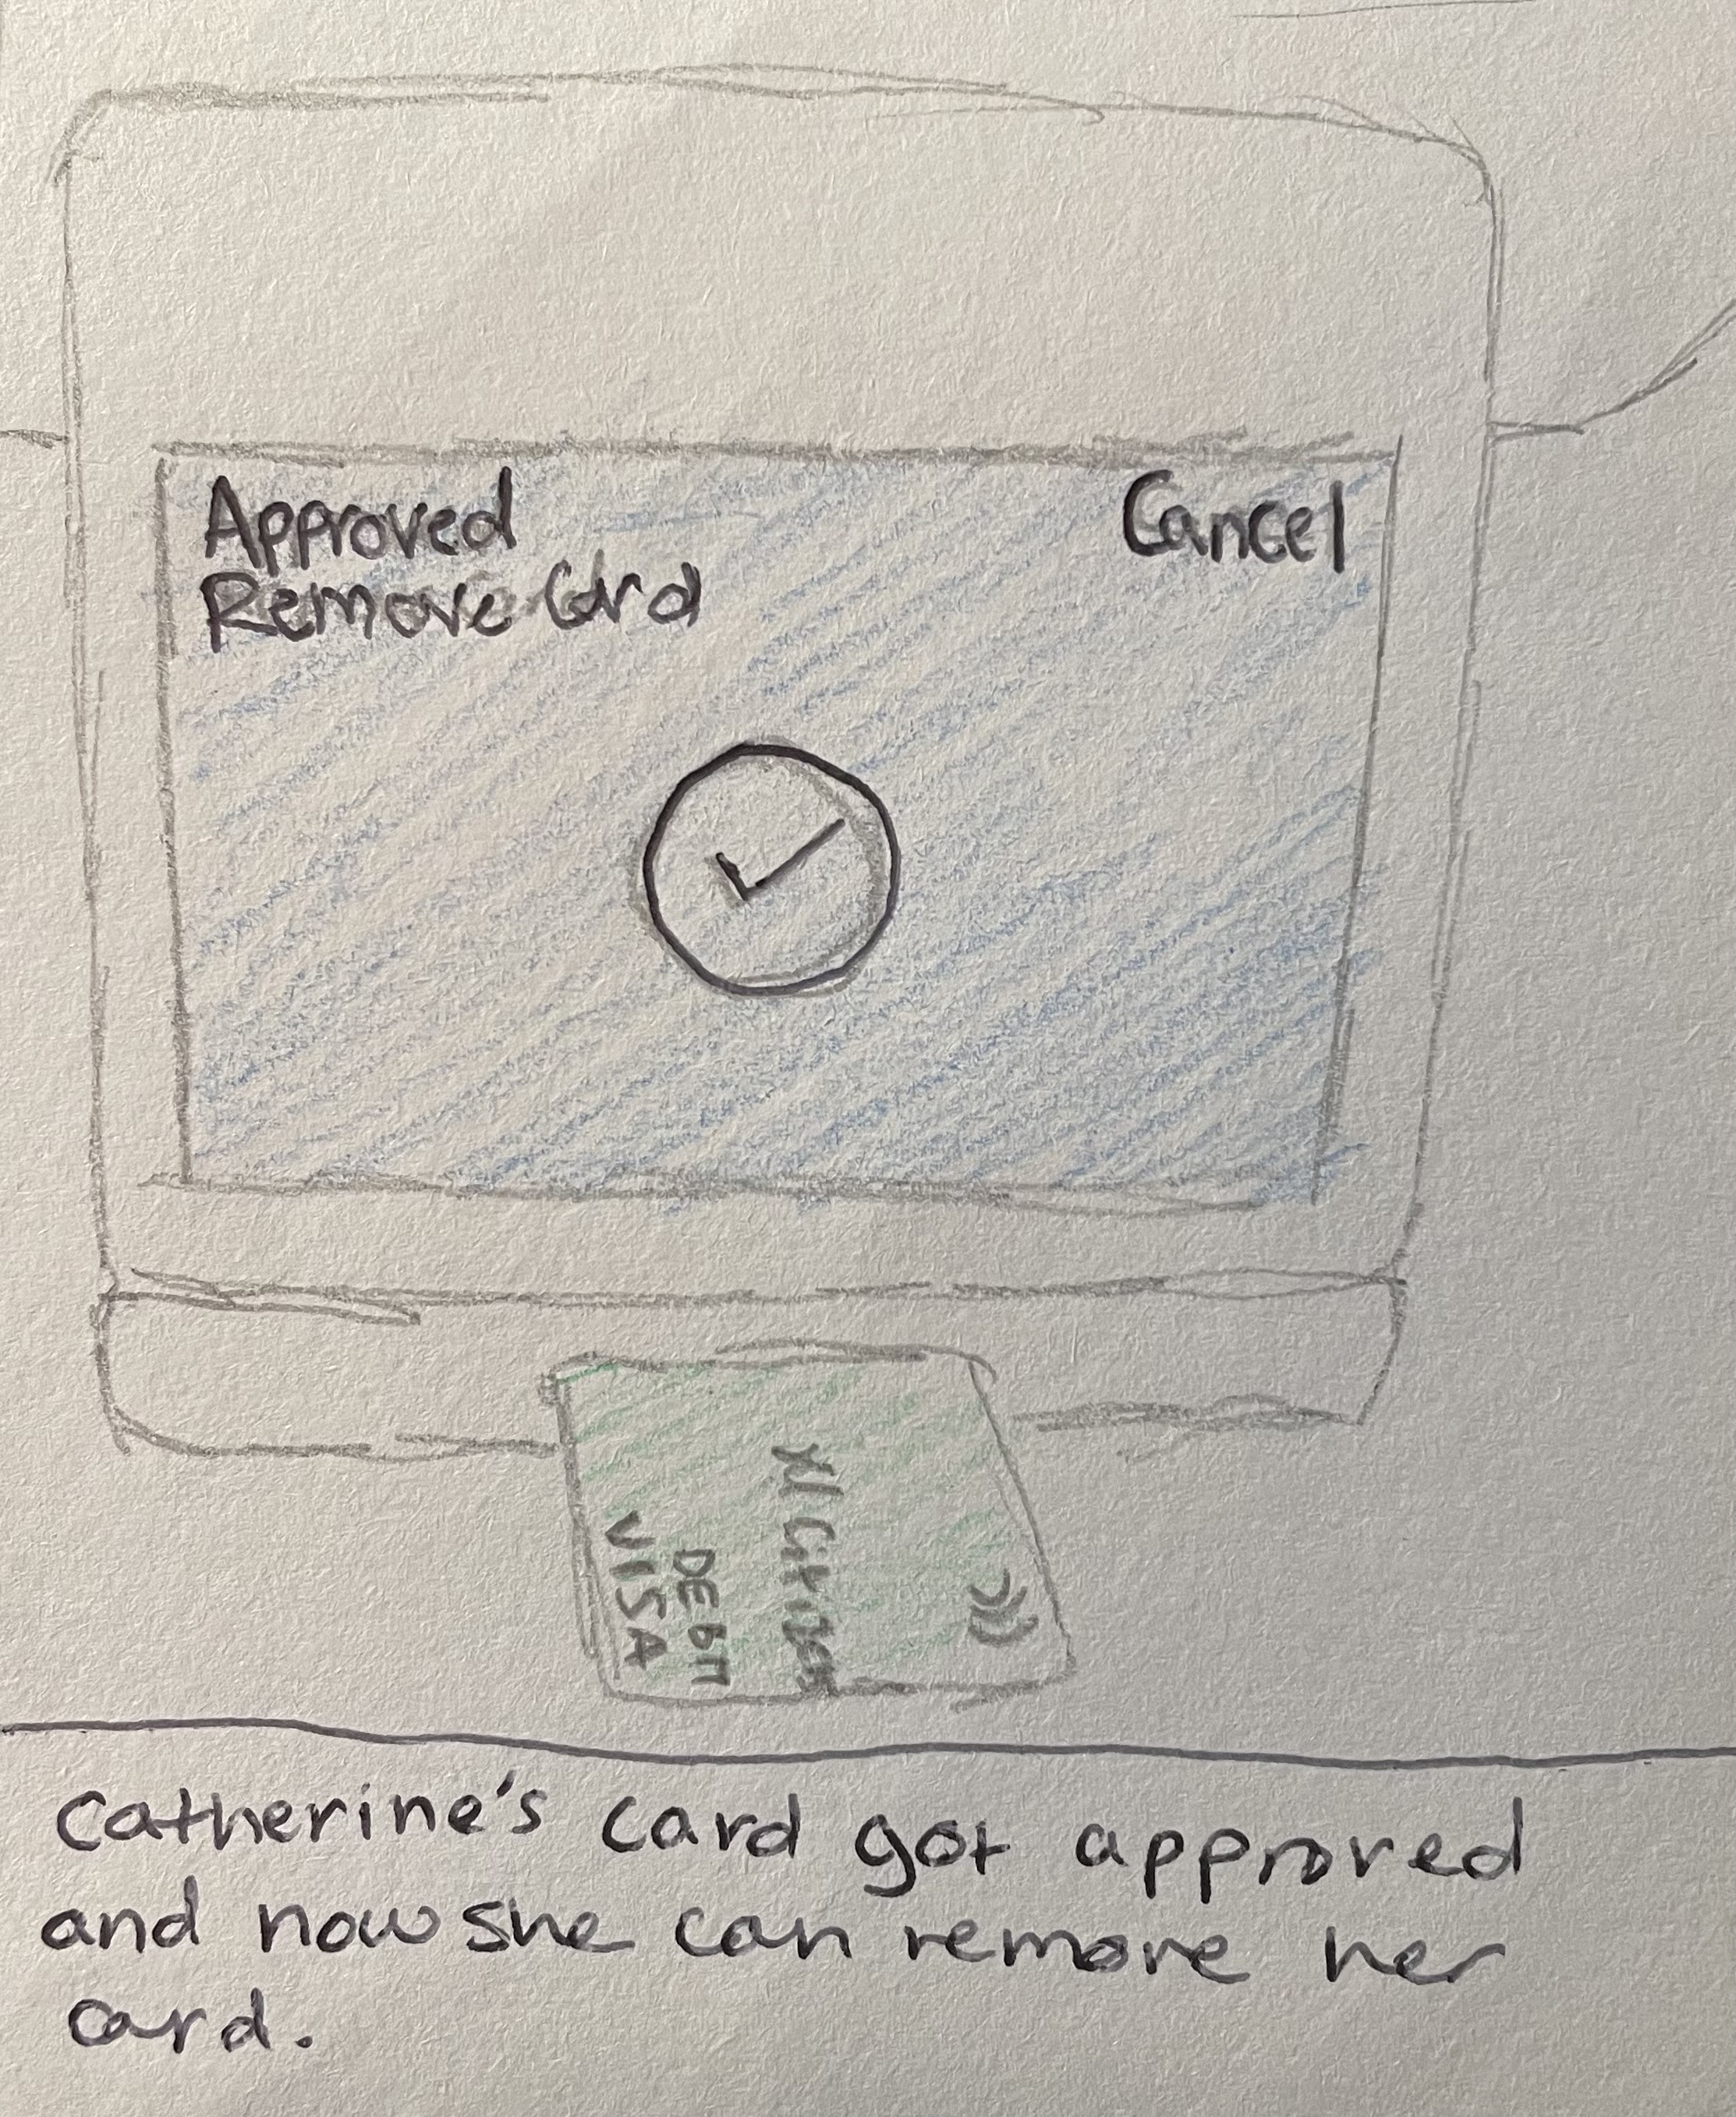 Approved
Remove Card
Cancel
Citizens
DEBIT
VISA
Catherine's card got approved
and now she can remove her
card.